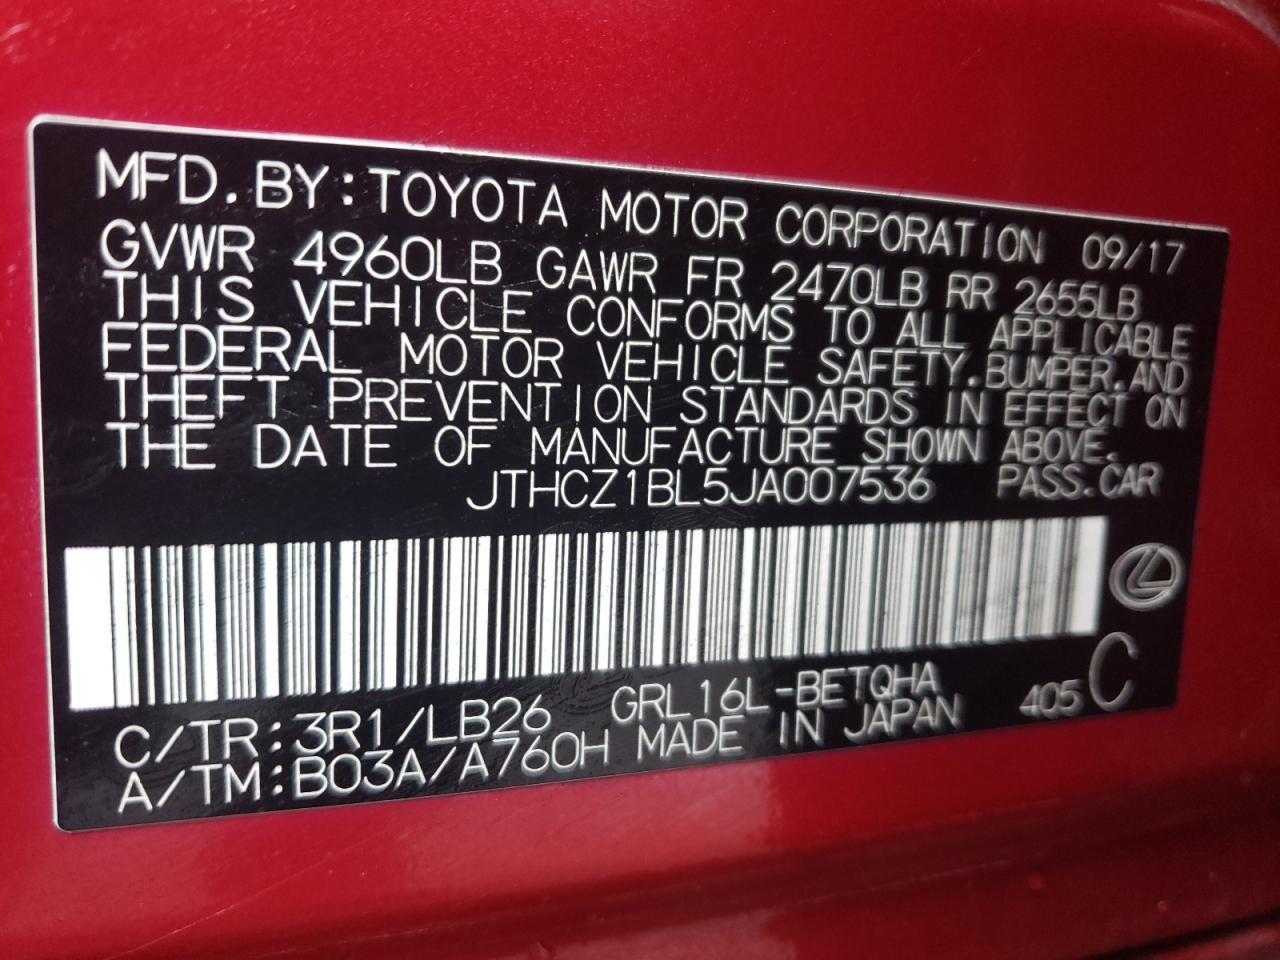 MFD.BY:TOYOTA MOTOR CORPORATION 09/17
GVWR 4960LB GAWR FR 2470LB RR 2655LB
THIS VEHICLE CONFORMS TO ALL APPLICABLE
FEDERAL MOTOR VEHICLE SAFETY.BUMPER.AND
THEFT PREVENTION STANDARDS IN EFFECT ON
THE DATE OF MANUFACTURE SHOWN ABOVE.
JTHCZ1BL5JA007536 PASS.CAR
C/TR:3R1/LB26 GRL16L-BETQHA 405 C
A/TM:B03A/A760H MADE IN JAPAN